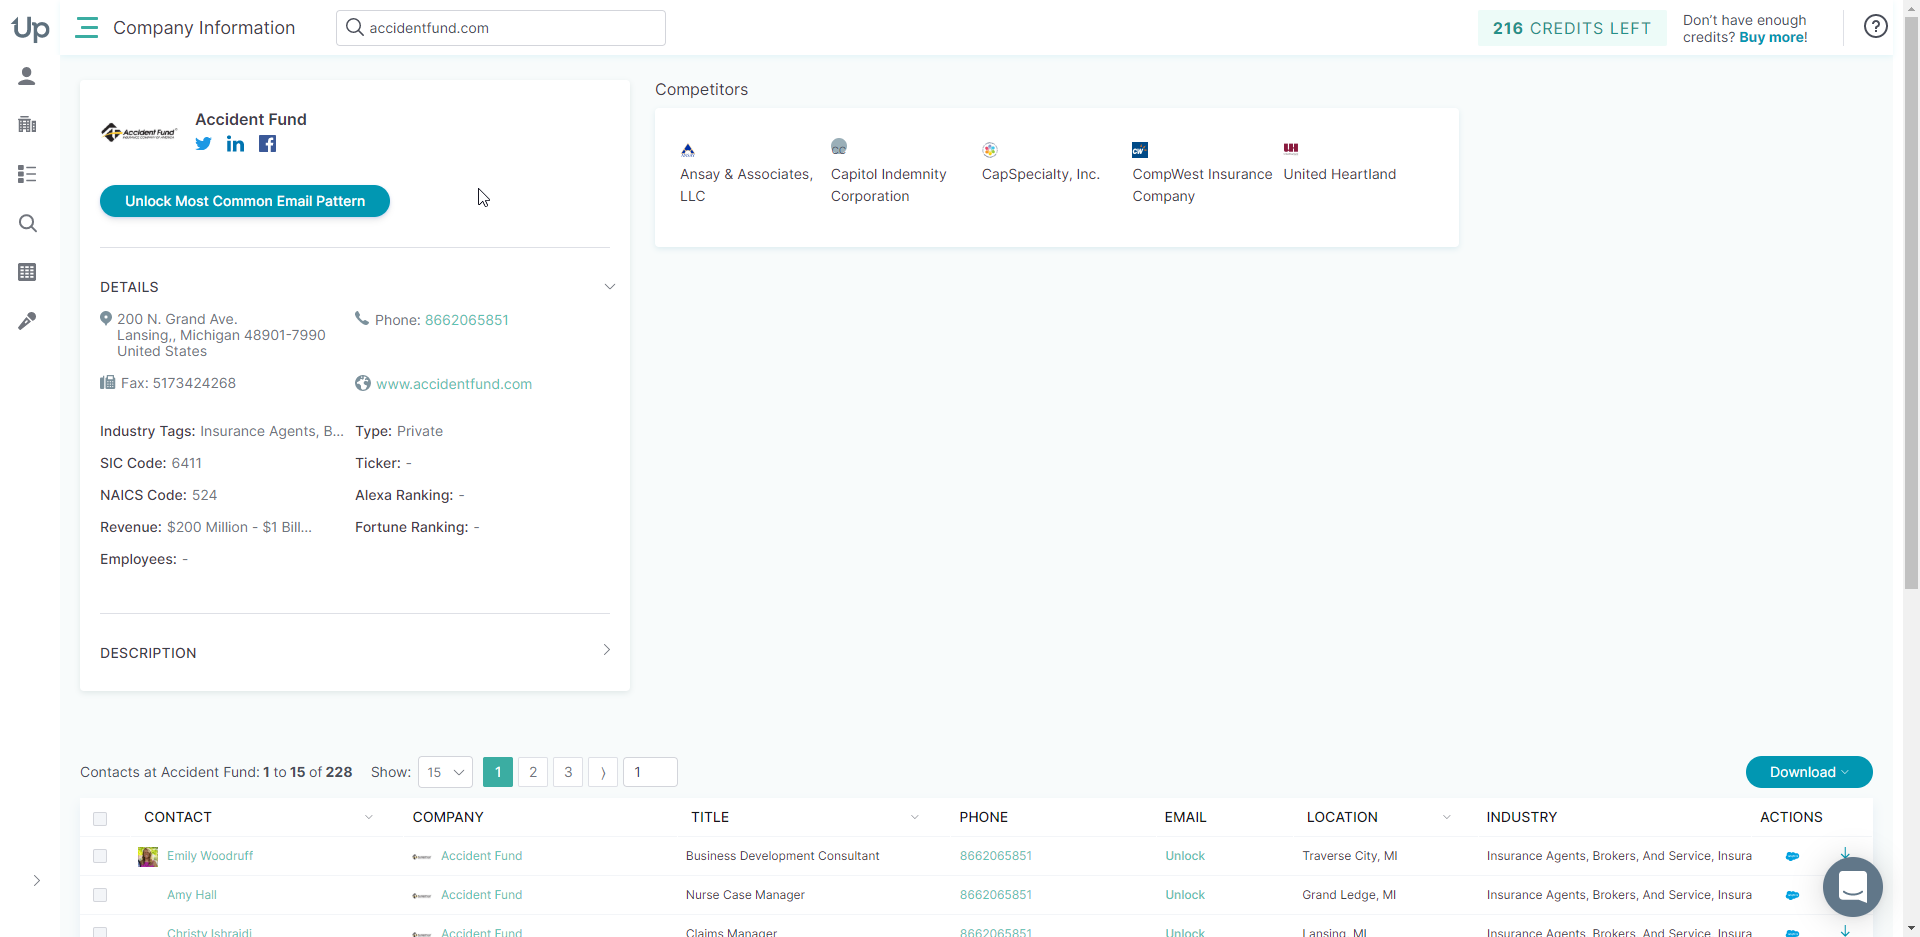 Up
Company Information
accidentfund.com
216 CREDITS LEFT
Don't have enough
credits? Buy more!
Accident Fund
Accident Fund
Unlock Most Common Email Pattern
DETAILS
200 N. Grand Ave.
Lansing,, Michigan 48901-7990
United States
Phone: 8662065851
Fax: 5173424268
www.accidentfund.com
Industry Tags: Insurance Agents, B...
Type: Private
SIC Code: 6411
Ticker: -
NAICS Code: 524
Alexa Ranking: -
Revenue: $200 Million - $1 Bill...
Fortune Ranking: -
Employees: -
DESCRIPTION
Competitors
Ansay & Associates,
LLC
CC
Capitol Indemnity
Corporation
CapSpecialty, Inc.
CW
CompWest Insurance
Company
UH
United Heartland
Contacts at Accident Fund: 1 to 15 of 228
Show: 15
1 2 3 ⟩ 1
Download
CONTACT COMPANY TITLE PHONE EMAIL LOCATION INDUSTRY ACTIONS
Emily Woodruff Accident Fund Business Development Consultant 8662065851 Unlock Traverse City, MI Insurance Agents, Brokers, And Service, Insura
Amy Hall Accident Fund Nurse Case Manager 8662065851 Unlock Grand Ledge, MI Insurance Agents, Brokers, And Service, Insura
Christy Ishraidi Accident Fund Claims Manager 8662065851 Unlock Lansing, MI Insurance Agents, Brokers, And Service, Insura